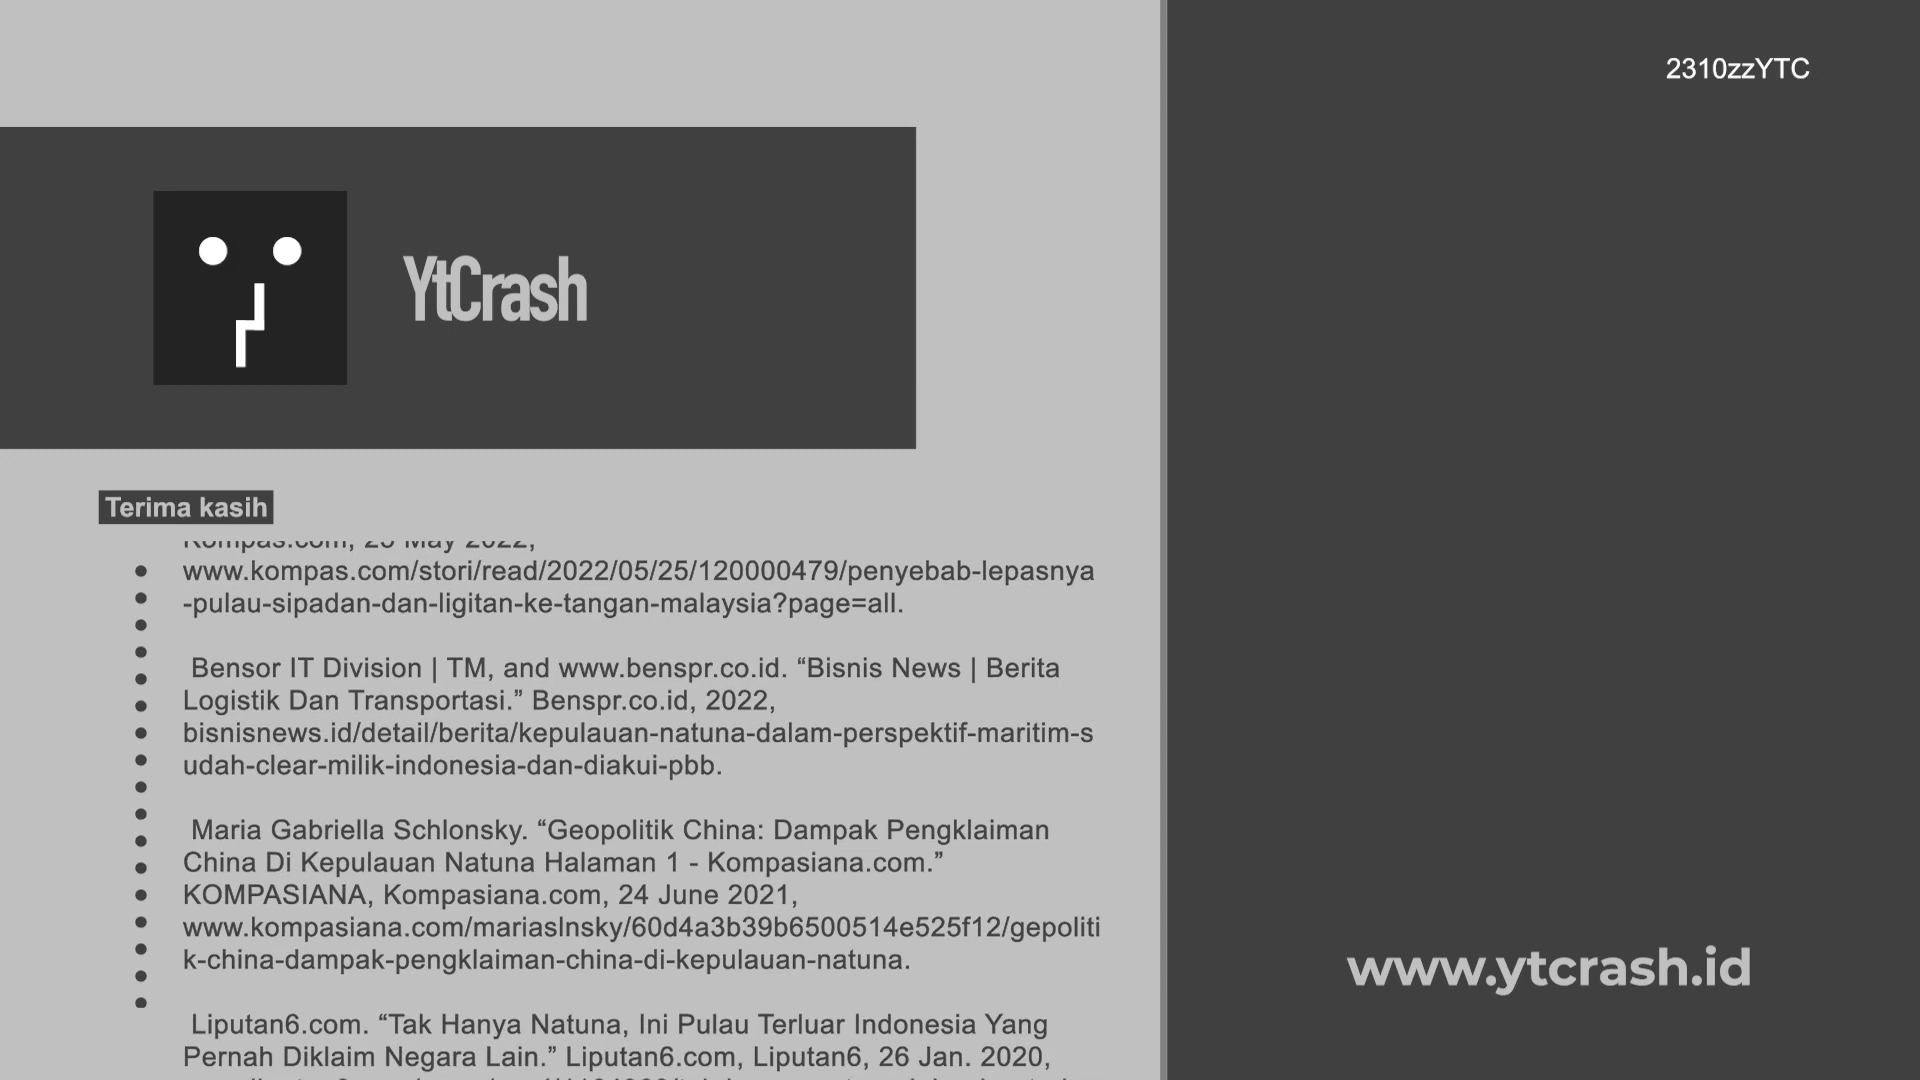 2310zzYTC
YtCrash
Terima kasih
Kompas.com, 25 May 2022,
www.kompas.com/stori/read/2022/05/25/120000479/penyebab-lepasnya
-pulau-sipadan-dan-ligitan-ke-tangan-malaysia?page=all.
Bensor IT Division | TM, and www.benspr.co.id. “Bisnis News | Berita
Logistik Dan Transportasi.” Benspr.co.id, 2022,
bisnisnews.id/detail/berita/kepulauan-natuna-dalam-perspektif-maritim-s
udah-clear-milik-indonesia-dan-diakui-pbb.
Maria Gabriella Schlonsky. “Geopolitik China: Dampak Pengklaiman
China Di Kepulauan Natuna Halaman 1 - Kompasiana.com.”
KOMPASIANA, Kompasiana.com, 24 June 2021,
www.kompasiana.com/mariaslnsky/60d4a3b39b6500514e525f12/gepoliti
k-china-dampak-pengklaiman-china-di-kepulauan-natuna.
Liputan6.com. “Tak Hanya Natuna, Ini Pulau Terluar Indonesia Yang
Pernah Diklaim Negara Lain.” Liputan6.com, Liputan6, 26 Jan. 2020,
www.ytcrash.id